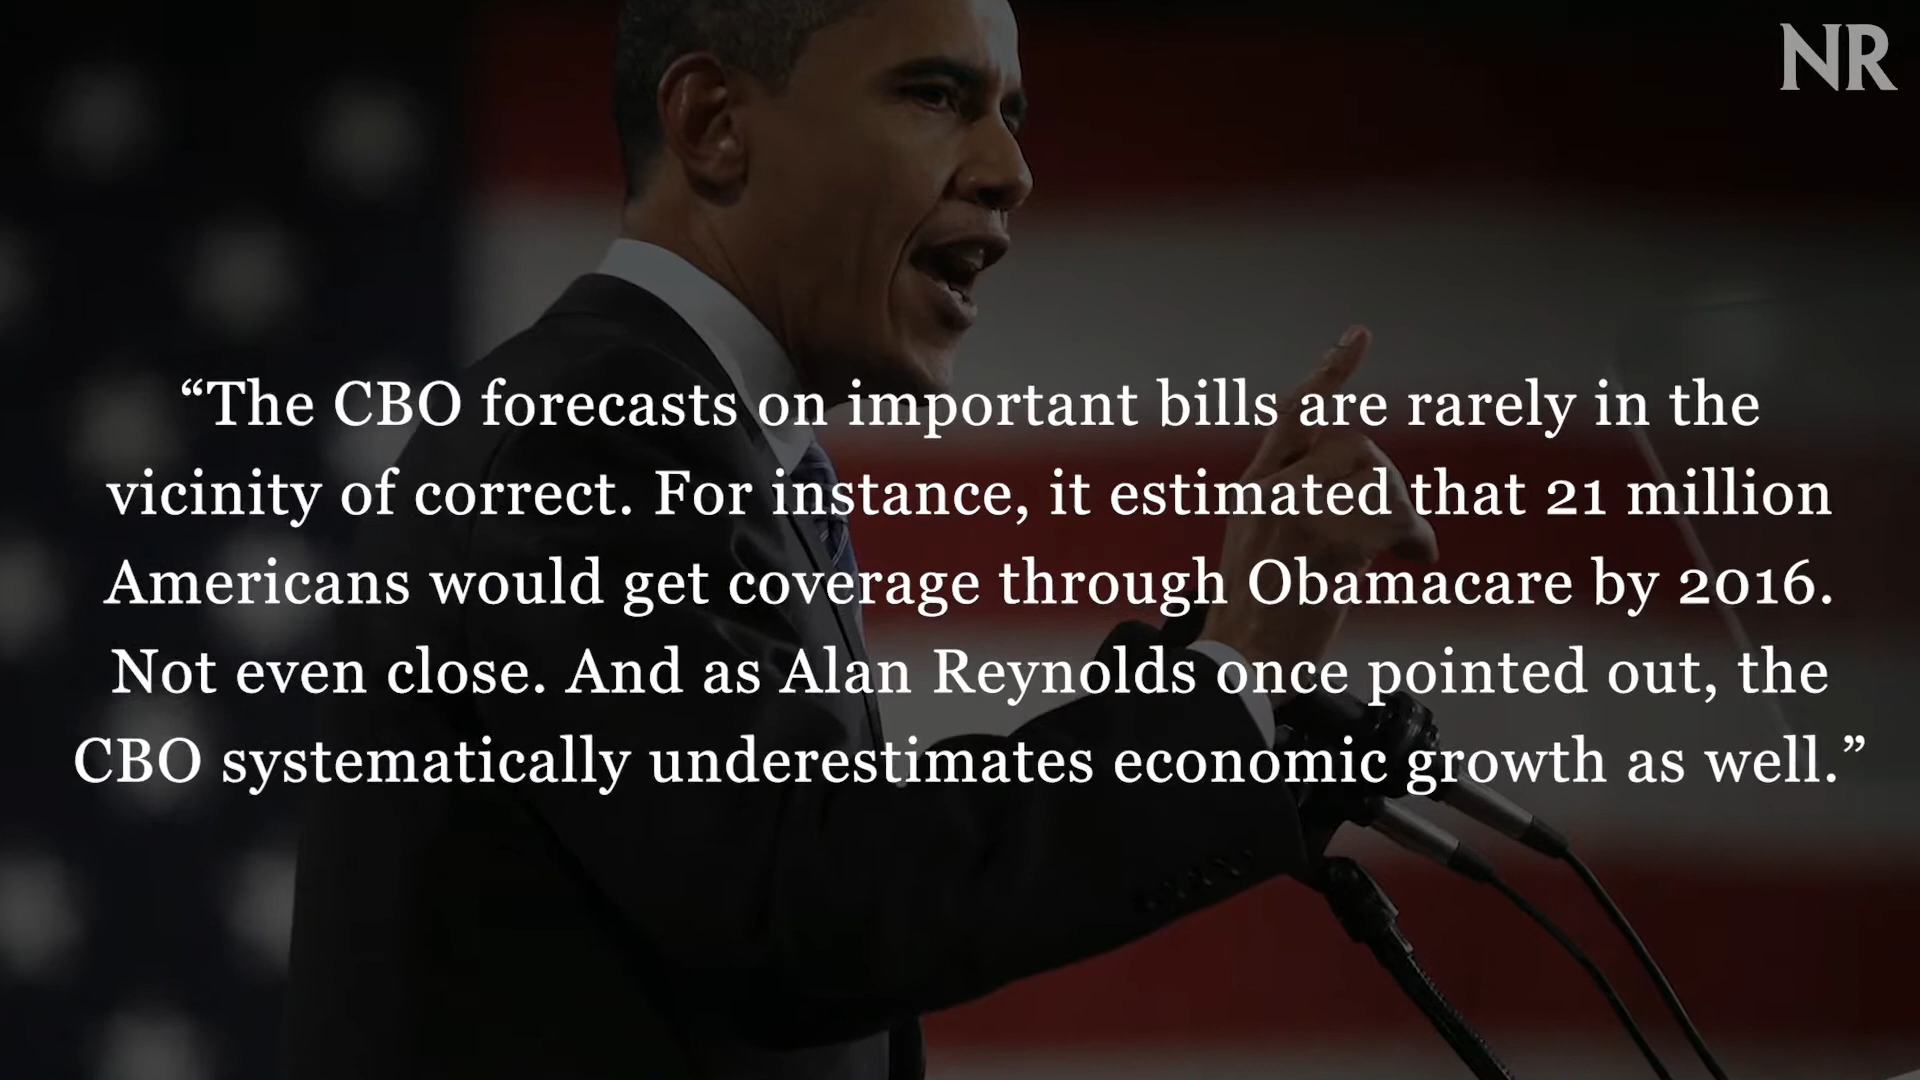 NR
“The CBO forecasts on important bills are rarely in the
vicinity of correct. For instance, it estimated that 21 million
Americans would get coverage through Obamacare by 2016.
Not even close. And as Alan Reynolds once pointed out, the
CBO systematically underestimates economic growth as well.”